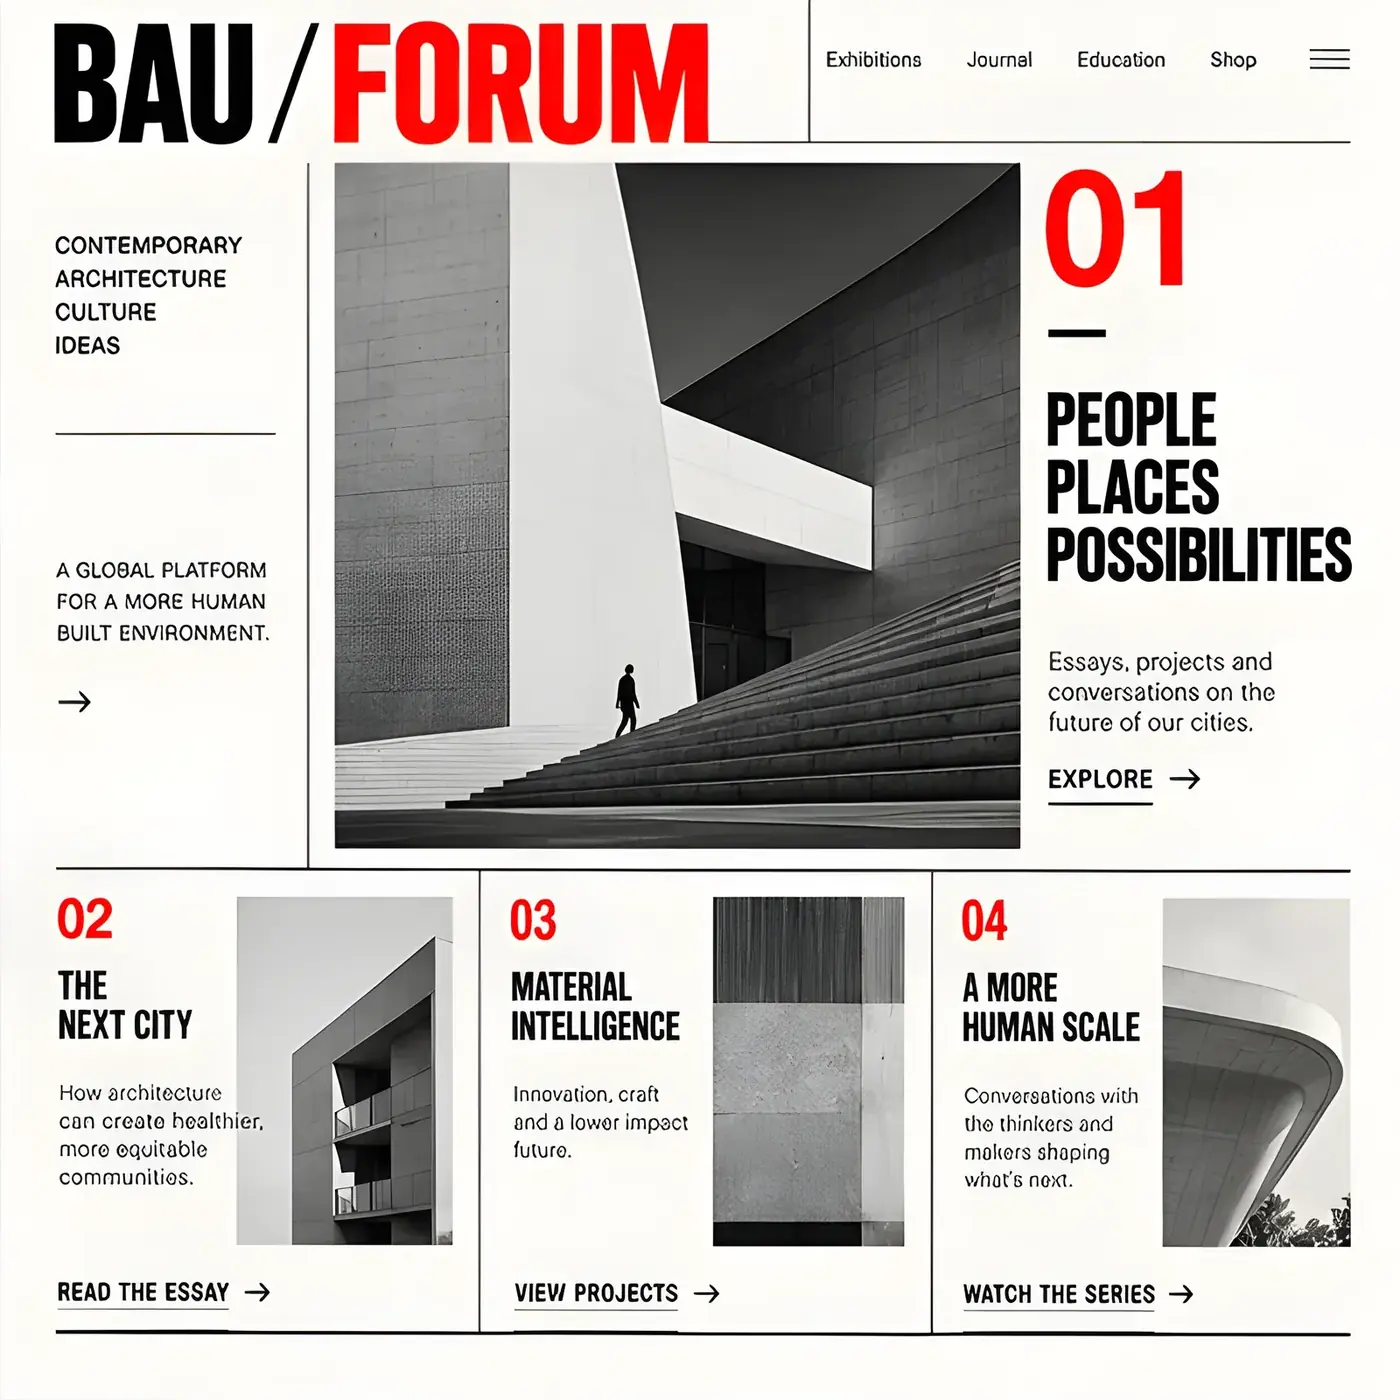 BAU/FORUM
Exhibitions Journal Education Shop
CONTEMPORARY
ARCHITECTURE
CULTURE
IDEAS
A GLOBAL PLATFORM
FOR A MORE HUMAN
BUILT ENVIRONMENT.
→
01
PEOPLE
PLACES
POSSIBILITIES
Essays, projects and
conversations on the
future of our cities.
EXPLORE →
02
THE
NEXT CITY
How architecture
can create healthier,
more equitable
communities.
READ THE ESSAY →
03
MATERIAL
INTELLIGENCE
Innovation, craft
and a lower impact
future.
VIEW PROJECTS →
04
A MORE
HUMAN SCALE
Conversations with
the thinkers and
makers shaping
what's next.
WATCH THE SERIES →